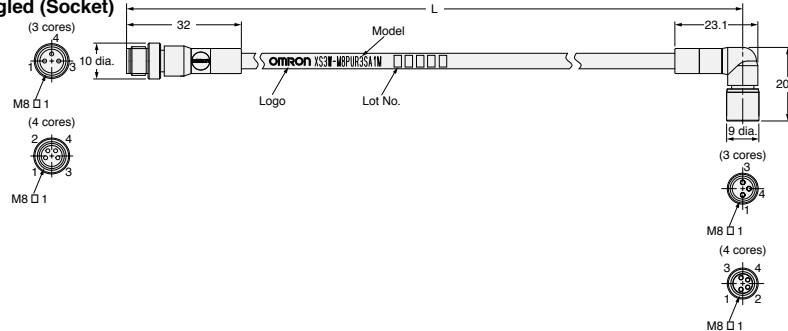 gled (Socket)
L
32
23.1
(3 cores)
4
1 3
10 dia.
M8 □ 1
Model
OMRON XS3W-M8PUR3SA1M □□□□□
Logo
Lot No.
20
9 dia.
(4 cores)
2 4
1 3
M8 □ 1
(3 cores)
3
4
1
M8 □ 1
(4 cores)
3 4
1 2
M8 □ 1